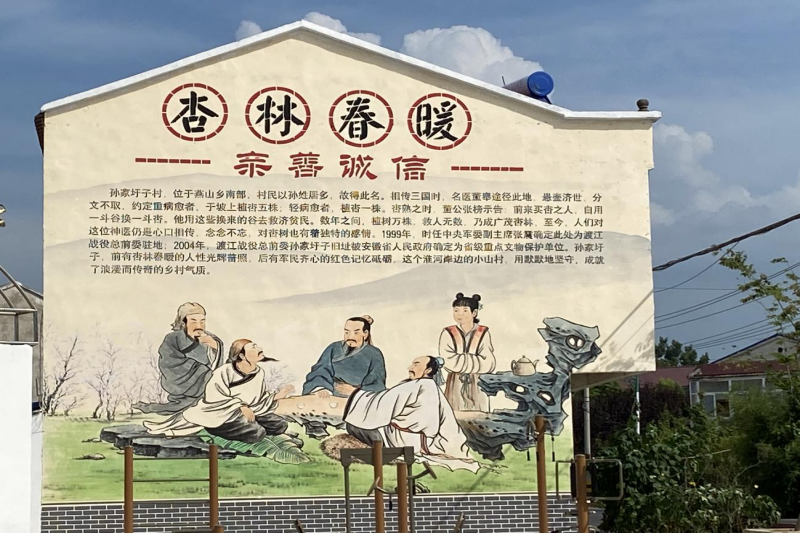 杏林春暖
亲善诚信
孙家圩子村，位于燕山乡南部，村民以孙姓居多，故得此名。相传三国时，名医董奉途径此地，悬壶济世，分
文不取，约定重病愈者，于坡上植杏五株；轻病愈者，植杏一株。杏熟之时，董公张榜示告，前来买杏之人，自用
一斗谷换一斗杏。他用这些换来的谷去救济贫民。数年之间，植树万株，救人无数，乃成广茂杏林，至今，人们对
这位神医仍是心口相传，念念不忘，对杏树也有着独特的感情。1999年，时任中央军委副主席张震确定此处为渡江
战役总前委驻地，2004年，渡江战役总前委孙家圩子旧址被安徽省人民政府确定为省级重点文物保护单位。孙家圩
子，前有杏林春暖的人性光辉普照，后有军民齐心的红色记忆砥砺，这个淮河岸边的小山村，用默默地坚守，成就
了浪漫而传奇的乡村气质。